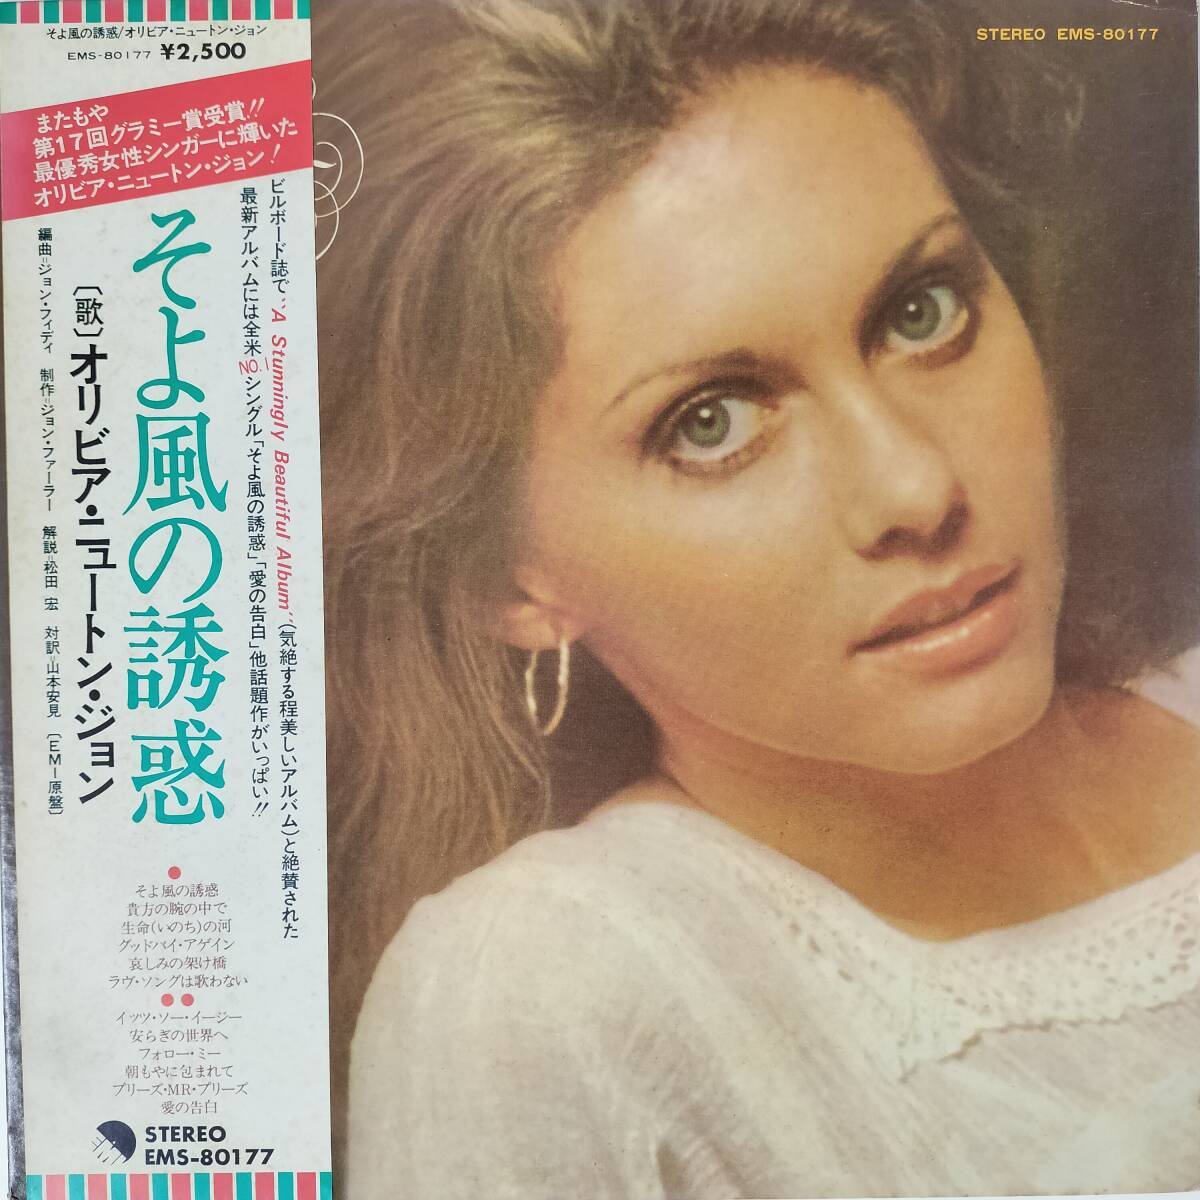 そよ風の誘惑/オリビア・ニュートン・ジョン
EMS-80177 ¥2,500
STEREO EMS-80177
またもや
第17回グラミー賞受賞!!
最優秀女性シンガーに輝いた
オリビア・ニュートン・ジョン!
ビルボード誌で"A Stunningly Beautiful Album"(気絶する程美しいアルバム)と絶賛された
最新アルバムには全米NO.1シングル「そよ風の誘惑」「愛の告白」他話題作がいっぱい!!
そよ風の誘惑
〔歌〕オリビア・ニュートン・ジョン
編曲=ジョン・フィディ 制作=ジョン・ファーラー 解説=松田 宏 対訳=山本安見 〔EMI原盤〕
●
そよ風の誘惑
貴方の腕の中で
生命(いのち)の河
グッドバイ・アゲイン
哀しみの架け橋
ラヴ・ソングは歌わない
●●
イッツ・ソー・イージー
安らぎの世界へ
フォロー・ミー
朝もやに包まれて
プリーズ・MR・プリーズ
愛の告白
STEREO
EMS-80177